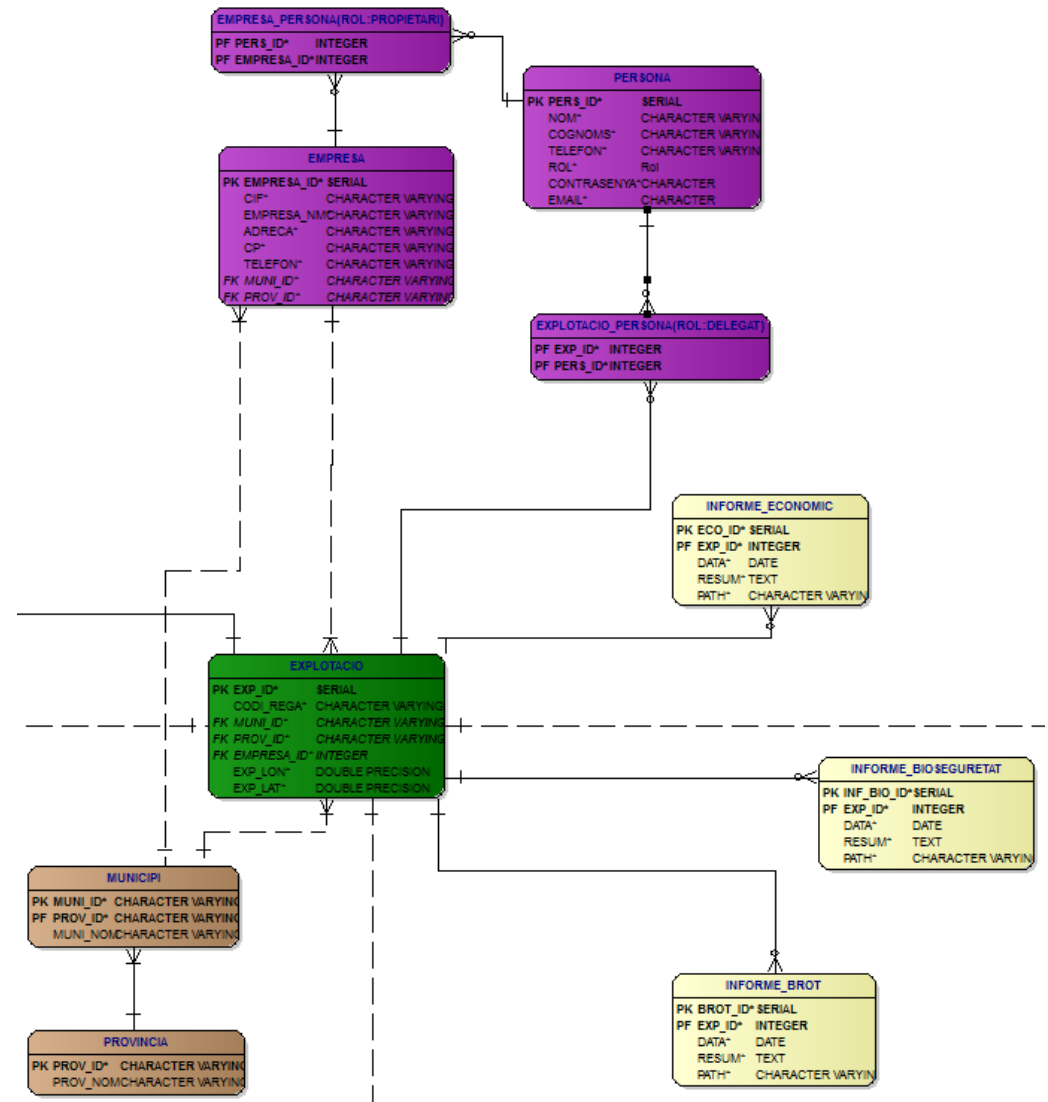 EMPRESA_PERSONA(ROL:PROPIETARI)
PF PERS_ID* INTEGER
PF EMPRESA_ID* INTEGER
PERSONA
PK PERS_ID* SERIAL
NOM* CHARACTER VARYIN
COGNOMS* CHARACTER VARYIN
TELEFON* CHARACTER VARYIN
ROL* Rol
CONTRASENYA* CHARACTER
EMAIL* CHARACTER
EMPRESA
PK EMPRESA_ID* SERIAL
CIF* CHARACTER VARYING
EMPRESA_NM CHARACTER VARYING
ADRECA* CHARACTER VARYING
CP* CHARACTER VARYING
TELEFON* CHARACTER VARYING
FK MUNI_ID* CHARACTER VARYING
FK PROV_ID* CHARACTER VARYING
EXPLOTACIO_PERSONA(ROL:DELEGAT)
PF EXP_ID* INTEGER
PF PERS_ID* INTEGER
INFORME_ECONOMIC
PK ECO_ID* SERIAL
PF EXP_ID* INTEGER
DATA* DATE
RESUM* TEXT
PATH* CHARACTER VARYIN
EXPLOTACIO
PK EXP_ID* SERIAL
CODI_REGA* CHARACTER VARYING
FK MUNI_ID* CHARACTER VARYING
FK PROV_ID* CHARACTER VARYING
FK EMPRESA_ID* INTEGER
EXP_LON* DOUBLE PRECISION
EXP_LAT* DOUBLE PRECISION
INFORME_BIOSEGURETAT
PK INF_BIO_ID* SERIAL
PF EXP_ID* INTEGER
DATA* DATE
RESUM* TEXT
PATH* CHARACTER VARYIN
MUNICIPI
PK MUNI_ID* CHARACTER VARYING
PF PROV_ID* CHARACTER VARYING
MUNI_NOM CHARACTER VARYING
INFORME_BROT
PK BROT_ID* SERIAL
PF EXP_ID* INTEGER
DATA* DATE
RESUM* TEXT
PATH* CHARACTER VARYIN
PROVINCIA
PK PROV_ID* CHARACTER VARYING
PROV_NOM CHARACTER VARYING